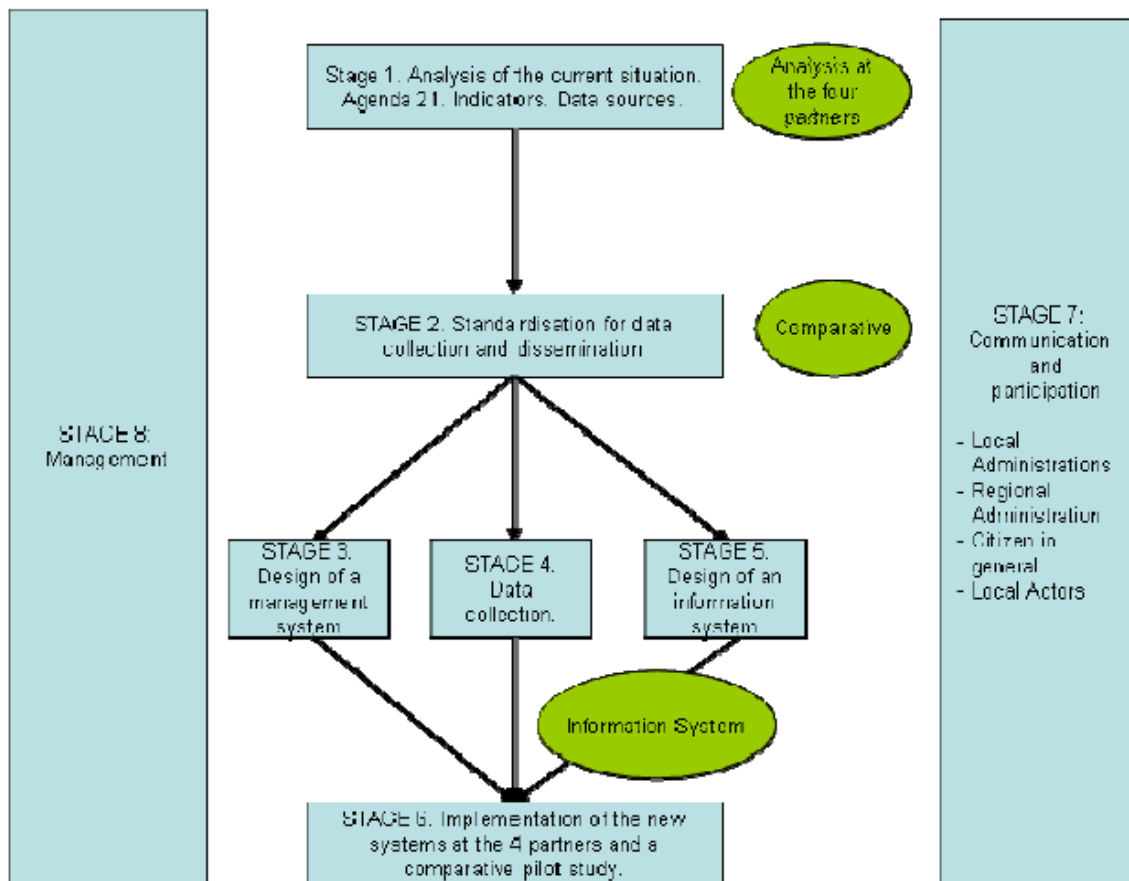 Stage 1. Analysis of the current situation.
Agenda 21. Indicators. Data sources.
Analysis at
the four
partners
STAGE 2. Standardisation for data
collection and dissemination
Comparative
STAGE 8:
Management
STAGE 7:
Communication
and
participation
- Local
Administrations
- Regional
Administration
- Citizen in
general
- Local Actors
STAGE 3.
Design of a
management
system
STAGE 4.
Data
collection.
STAGE 5.
Design of an
information
system
Information System
STAGE 6. Implementation of the new
systems at the 4 partners and a
comparative pilot study.